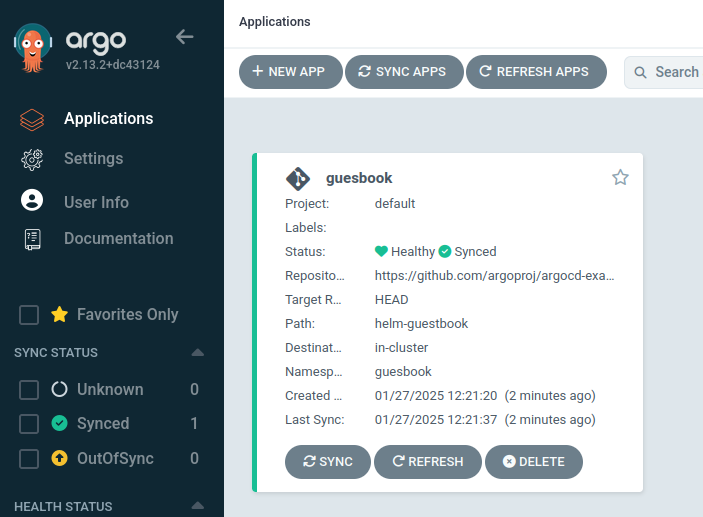 argo
v2.13.2+dc43124
Applications
Settings
User Info
Documentation
Favorites Only
SYNC STATUS
Unknown 0
Synced 1
OutOfSync 0
HEALTH STATUS
Applications
+ NEW APP SYNC APPS REFRESH APPS Search
guesbook
Project: default
Labels:
Status: Healthy Synced
Reposito... https://github.com/argoproj/argocd-exa...
Target R... HEAD
Path: helm-guestbook
Destinat... in-cluster
Namesp... guesbook
Created ... 01/27/2025 12:21:20 (2 minutes ago)
Last Sync: 01/27/2025 12:21:37 (2 minutes ago)
SYNC REFRESH DELETE